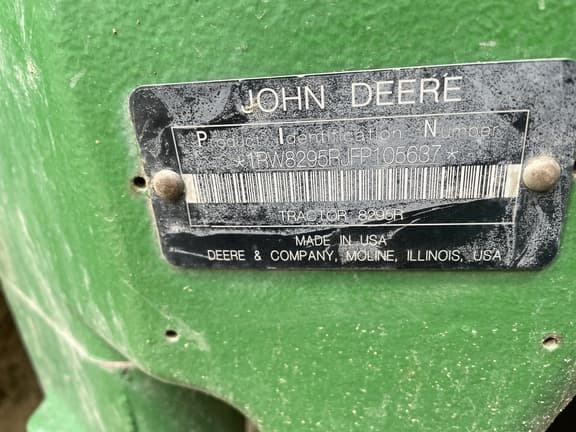 JOHN DEERE
Product Identification Number
*1RW8295RJFP105637*
TRACTOR 8295R
MADE IN USA
DEERE & COMPANY, MOLINE, ILLINOIS, USA